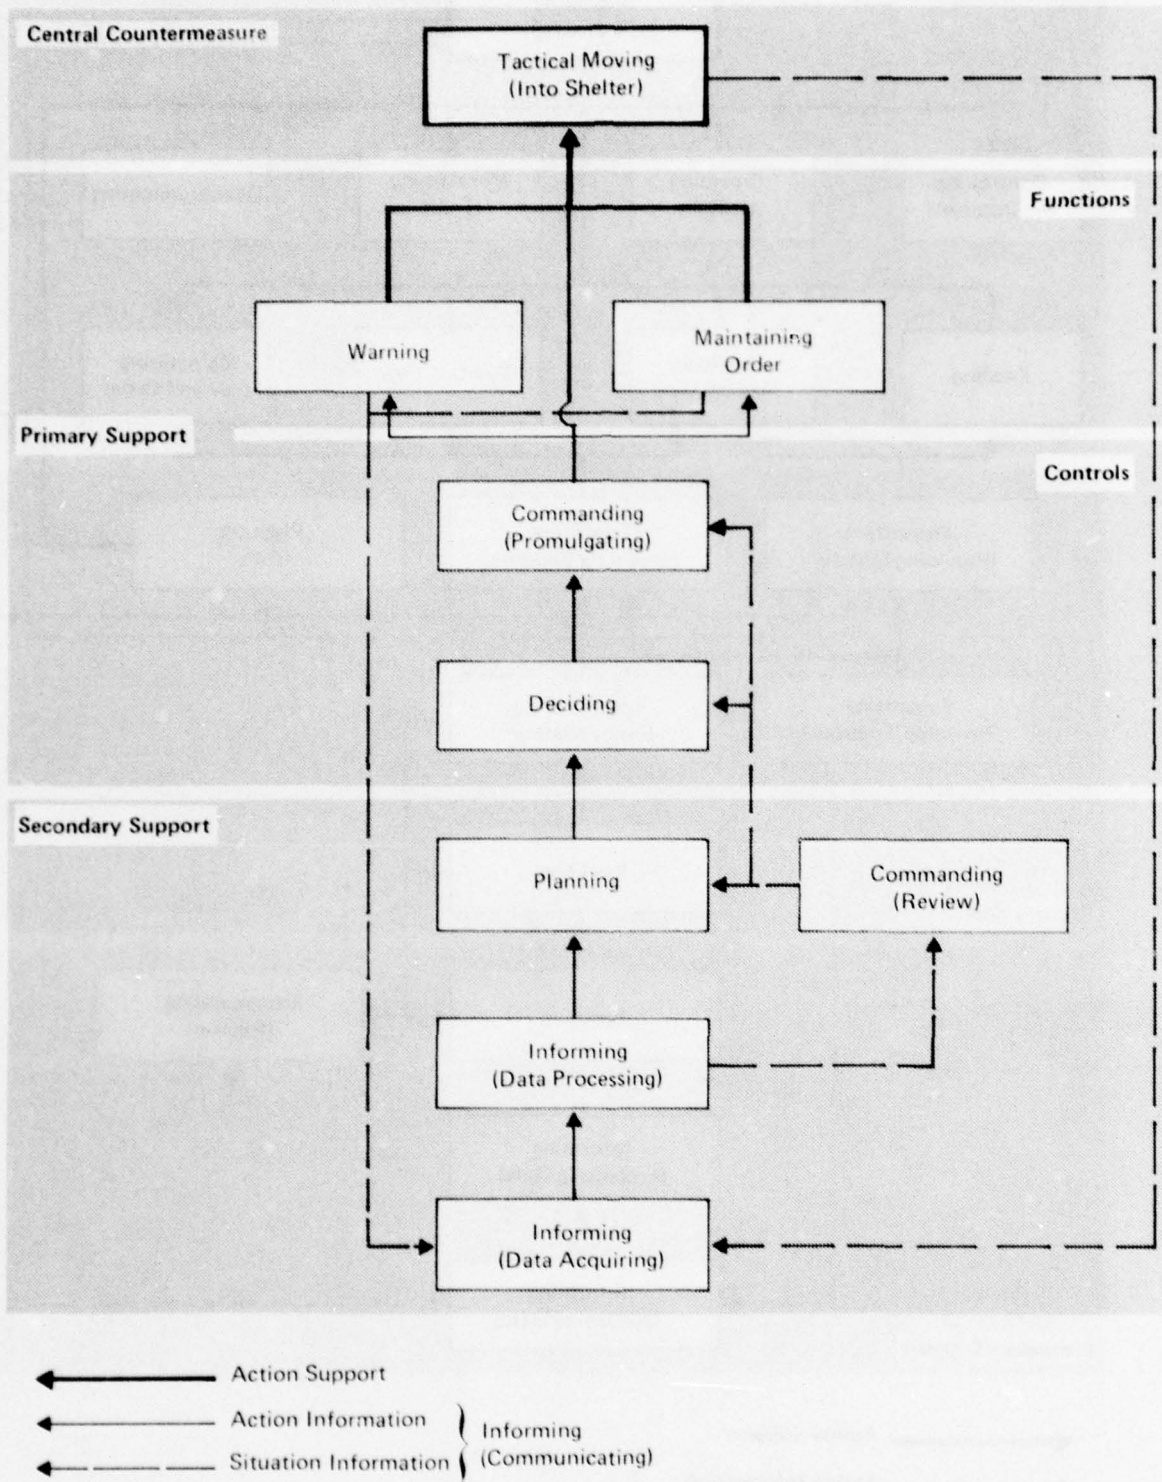 Central Countermeasure
Tactical Moving
(Into Shelter)
Functions
Warning
Maintaining
Order
Primary Support
Controls
Commanding
(Promulgating)
Deciding
Secondary Support
Planning
Commanding
(Review)
Informing
(Data Processing)
Informing
(Data Acquiring)
Action Support
Action Information
Situation Information
Informing
(Communicating)